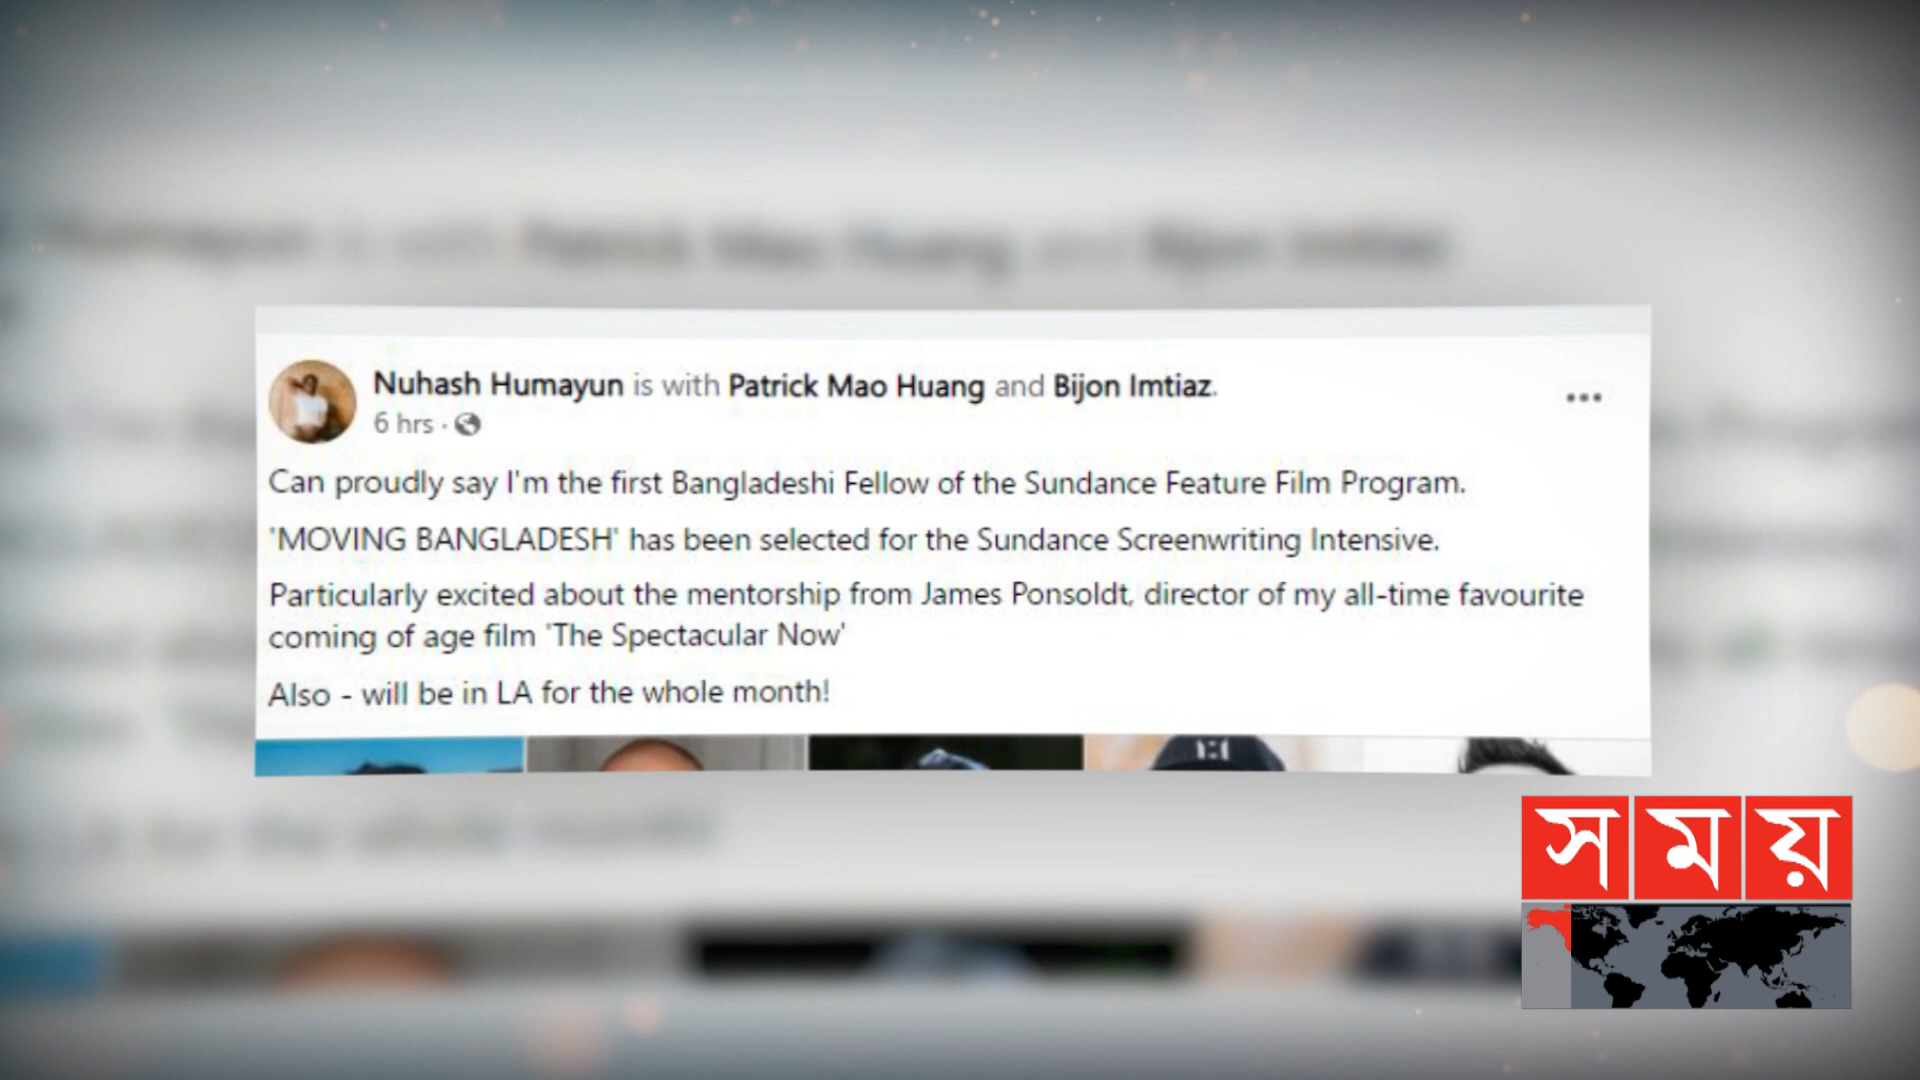 Nuhash Humayun is with Patrick Mao Huang and Bijon Imtiaz.
6 hrs ·
Can proudly say I'm the first Bangladeshi Fellow of the Sundance Feature Film Program.
'MOVING BANGLADESH' has been selected for the Sundance Screenwriting Intensive.
Particularly excited about the mentorship from James Ponsoldt, director of my all-time favourite
coming of age film 'The Spectacular Now'
Also - will be in LA for the whole month!
সময়